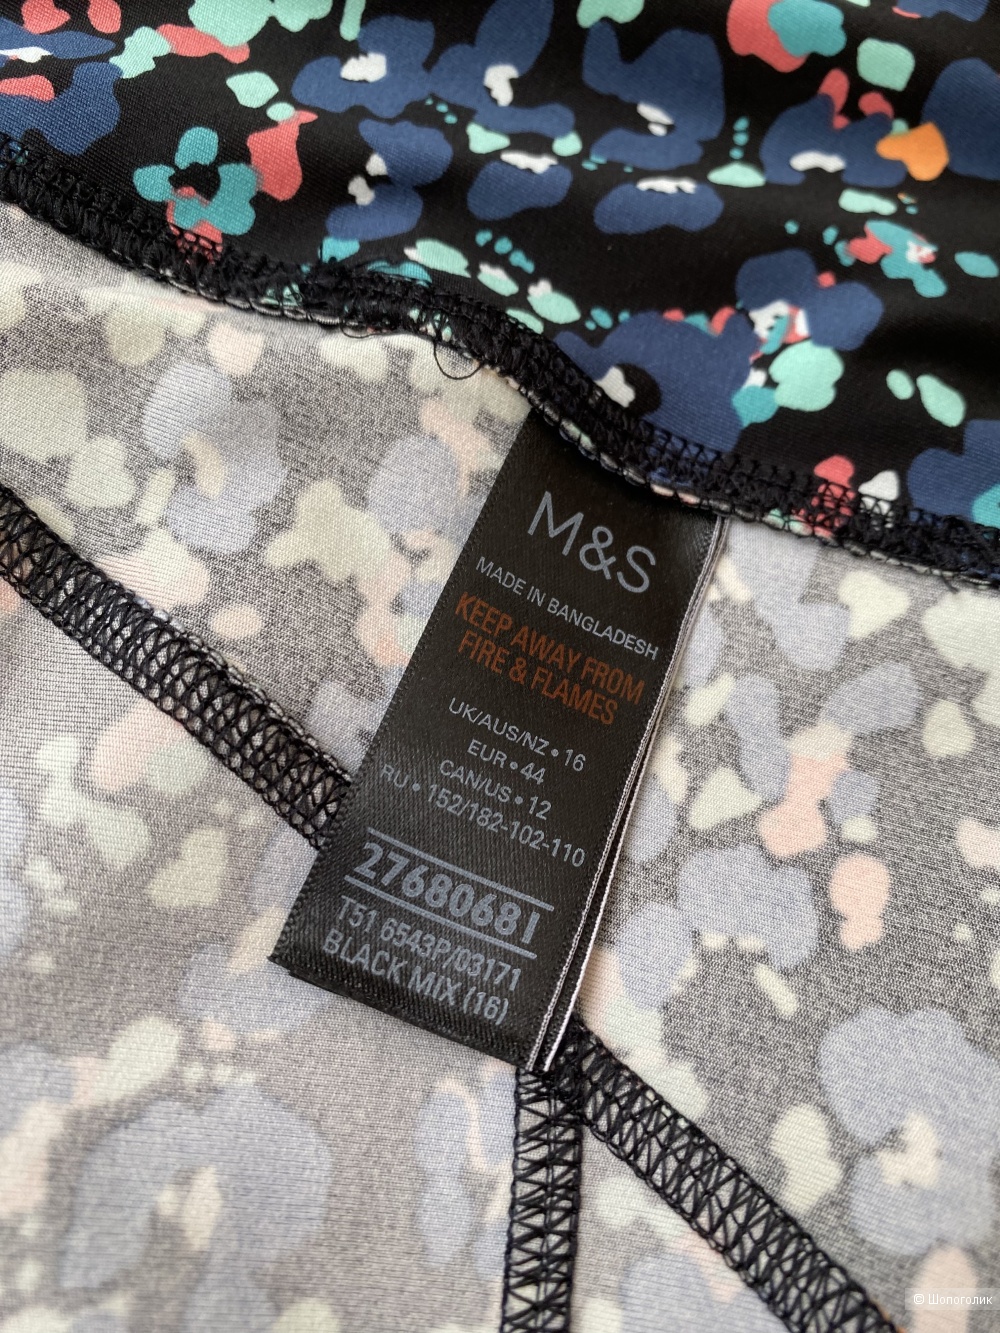 M&S
MADE IN BANGLADESH
KEEP AWAY FROM
FIRE & FLAMES
UK/AUS/NZ • 16
EUR • 44
CAN/US • 12
RU • 152/182-102-110
27680681
T51 6543P/03171
BLACK MIX (16)
© Шопоголик